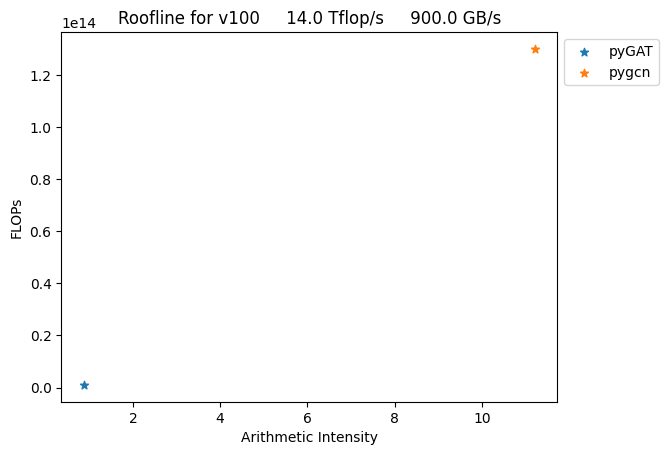 Roofline for v100 14.0 Tflop/s 900.0 GB/s
1e14
pyGAT
pygcn
1.2
1.0
0.8
0.6
0.4
0.2
0.0
FLOPs
2
4
6
8
10
Arithmetic Intensity